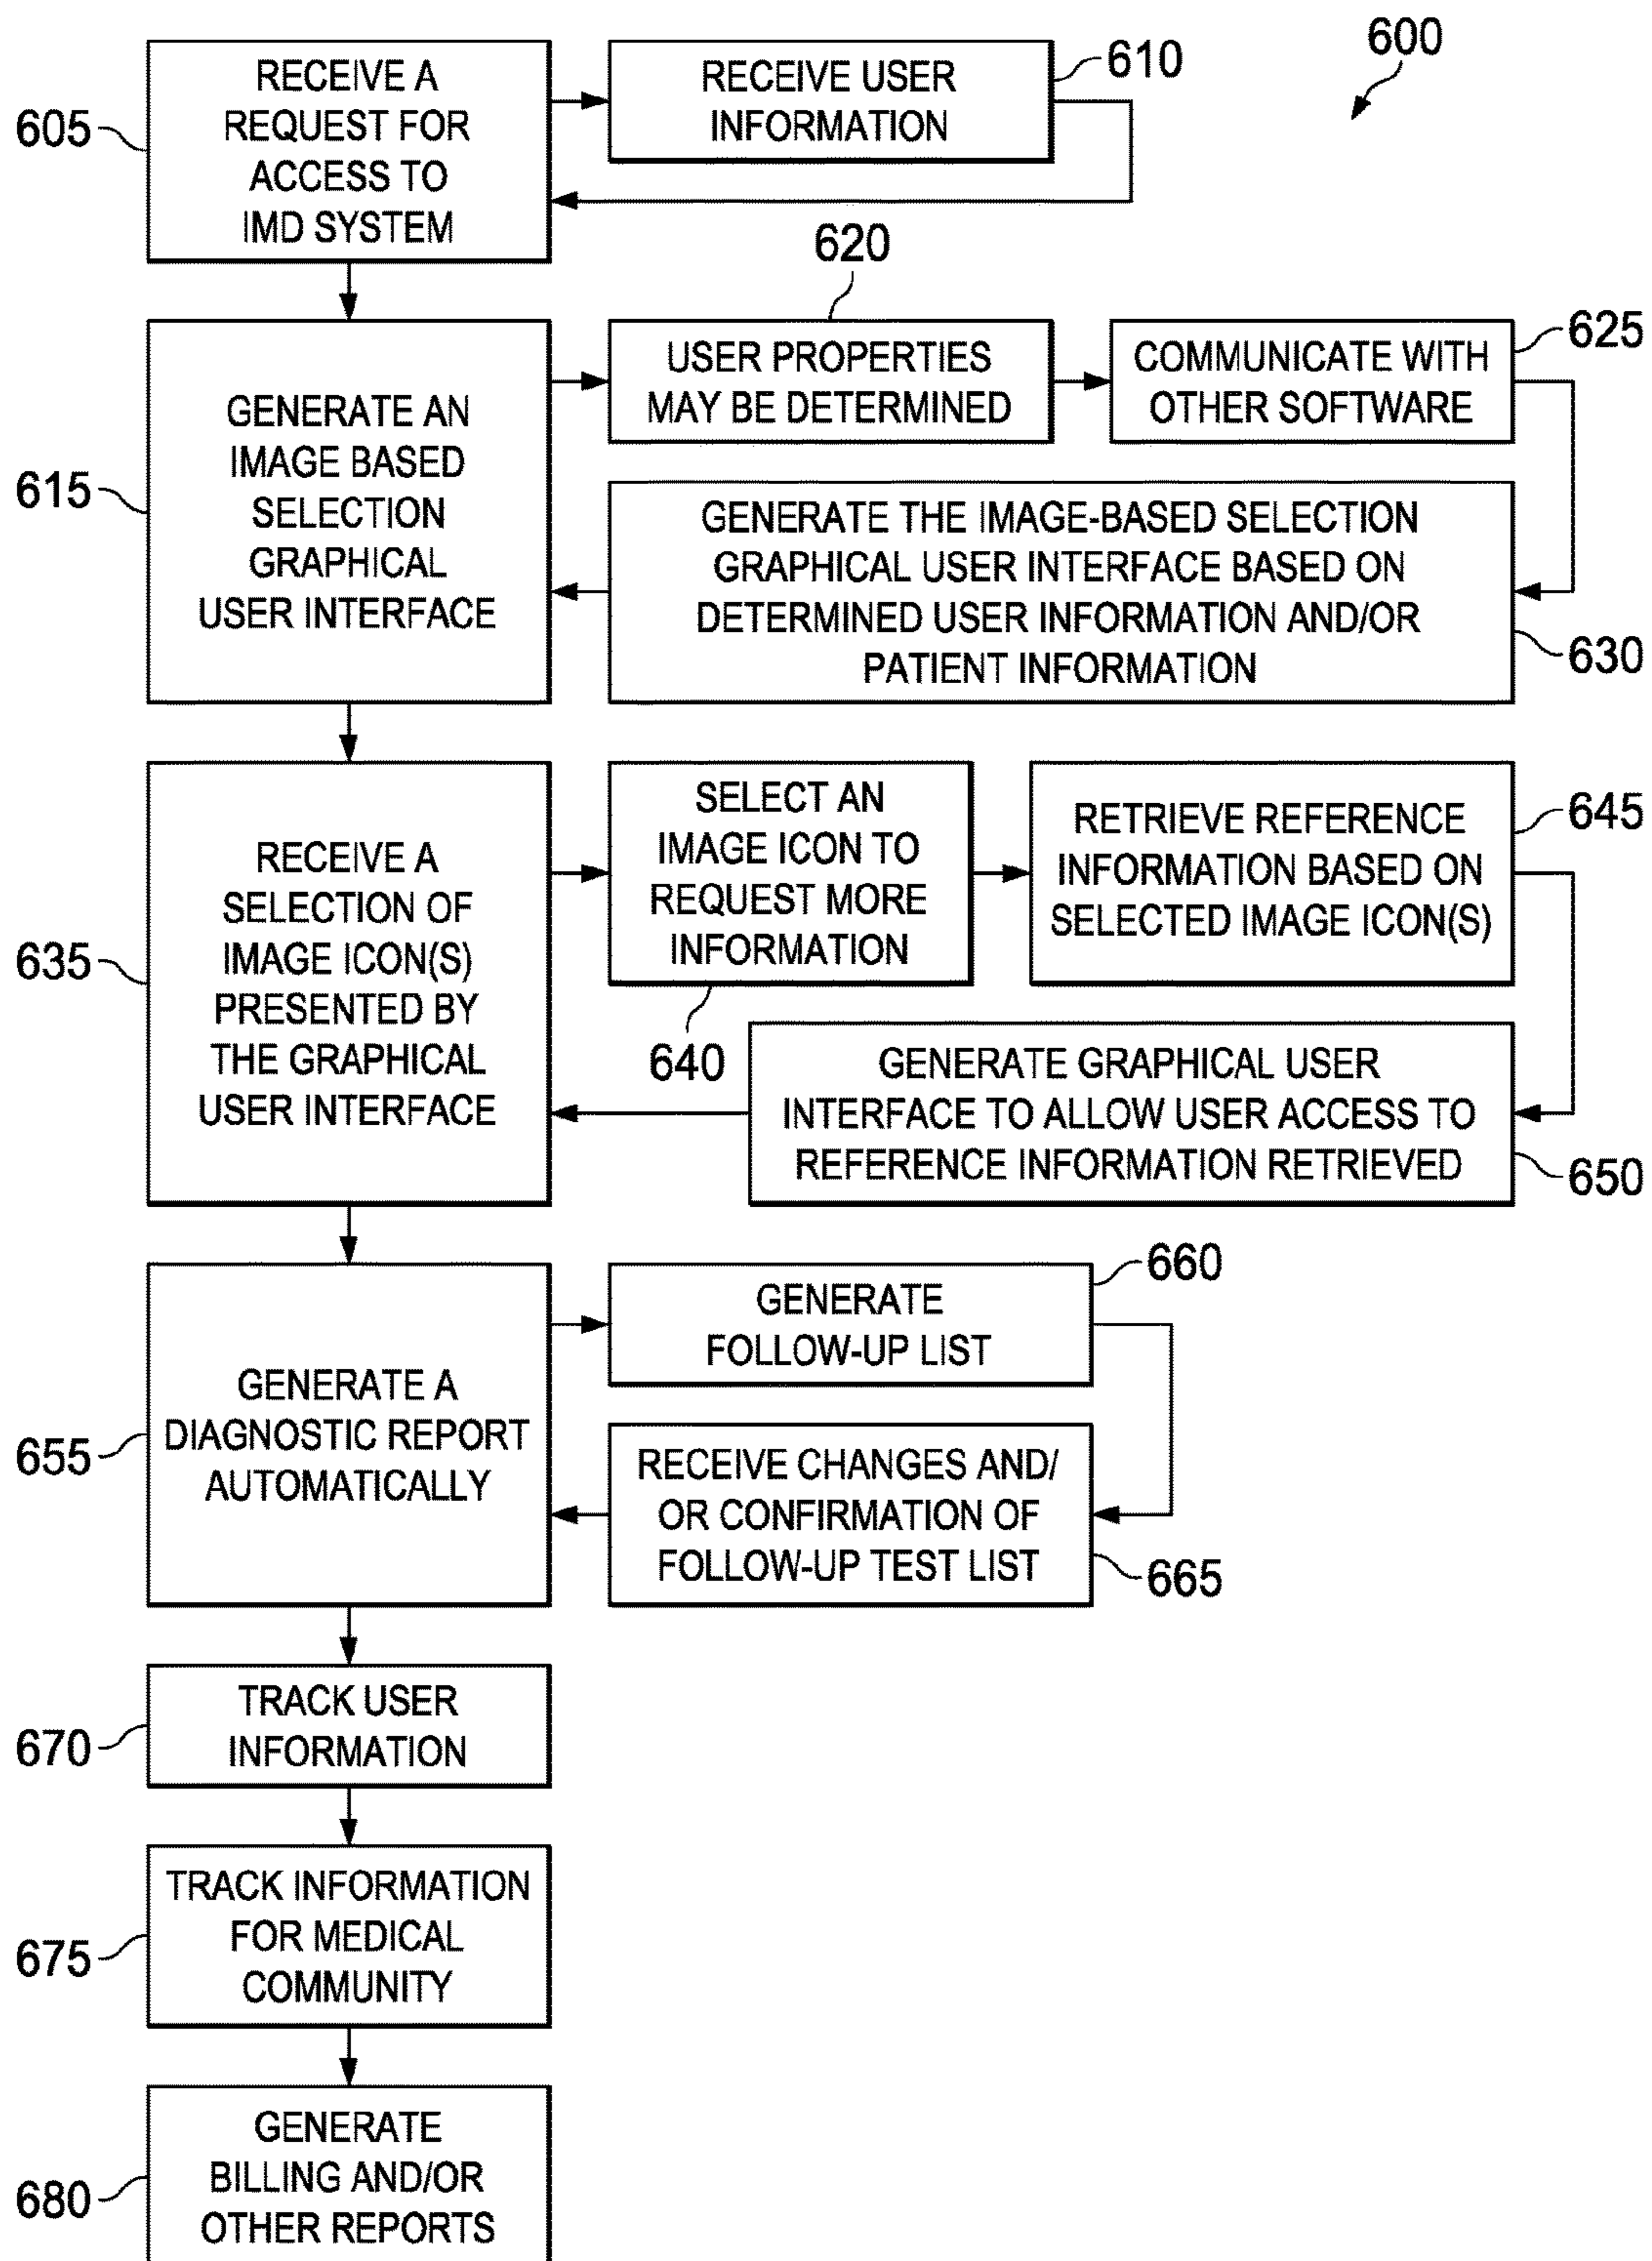 600
605
RECEIVE A
REQUEST FOR
ACCESS TO
IMD SYSTEM
RECEIVE USER
INFORMATION
610
615
GENERATE AN
IMAGE BASED
SELECTION
GRAPHICAL
USER INTERFACE
620
USER PROPERTIES
MAY BE DETERMINED
COMMUNICATE WITH
OTHER SOFTWARE
625
GENERATE THE IMAGE-BASED SELECTION
GRAPHICAL USER INTERFACE BASED ON
DETERMINED USER INFORMATION AND/OR
PATIENT INFORMATION
630
635
RECEIVE A
SELECTION OF
IMAGE ICON(S)
PRESENTED BY
THE GRAPHICAL
USER INTERFACE
SELECT AN
IMAGE ICON TO
REQUEST MORE
INFORMATION
640
RETRIEVE REFERENCE
INFORMATION BASED ON
SELECTED IMAGE ICON(S)
645
GENERATE GRAPHICAL USER
INTERFACE TO ALLOW USER ACCESS TO
REFERENCE INFORMATION RETRIEVED
650
655
GENERATE A
DIAGNOSTIC REPORT
AUTOMATICALLY
GENERATE
FOLLOW-UP LIST
660
RECEIVE CHANGES AND/
OR CONFIRMATION OF
FOLLOW-UP TEST LIST
665
670
TRACK USER
INFORMATION
675
TRACK INFORMATION
FOR MEDICAL
COMMUNITY
680
GENERATE
BILLING AND/OR
OTHER REPORTS